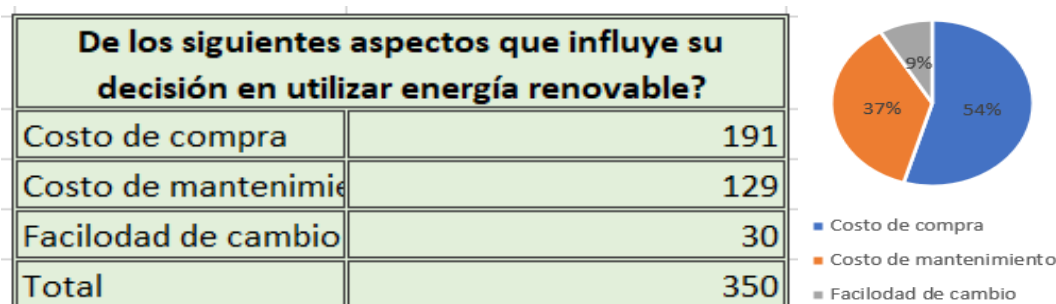 De los siguientes aspectos que influye su
decisión en utilizar energía renovable?
Costo de compra 191
Costo de mantenimie 129
Facilodad de cambio 30
Total 350
9%
37%
54%
Costo de compra
Costo de mantenimiento
Facilodad de cambio